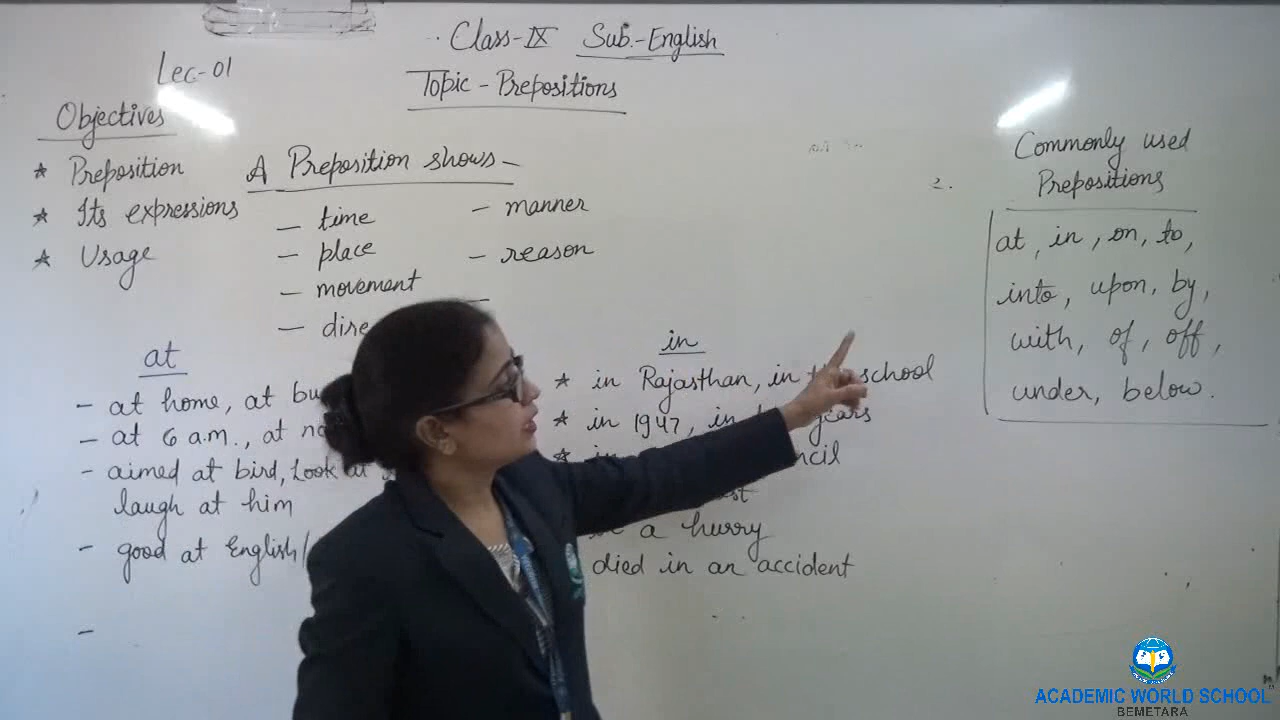 Class-IX Sub.-English
Lec-01
Topic - Prepositions
Objectives
* Preposition
* Its expressions
* Usage
A Preposition shows-
- time
- place
- movement
-
- manner
- reason
-
2.
Commonly used
Prepositions
at, in, on, to,
into, upon, by,
with, of, off,
under, below.
at
- at home, at
- at 6 a.m., at
- aimed at bird, Look at
laugh at him
- good at English/
-
in
* in Rajasthan, in school
* in 1947, in years
*
a hurry
died in an accident
ACADEMIC WORLD SCHOOL
BEMETARA